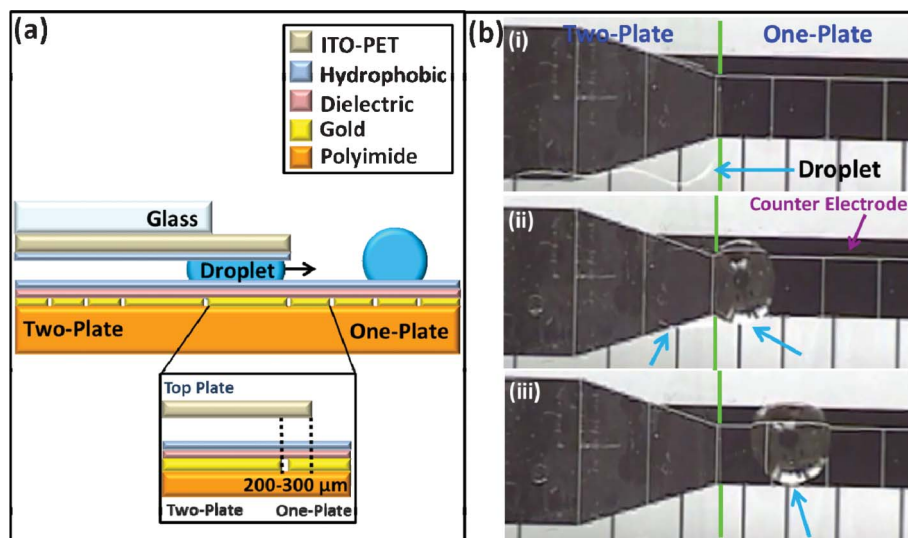 (a)
ITO-PET
Hydrophobic
Dielectric
Gold
Polyimide
Glass
Droplet
Two-Plate
One-Plate
Top Plate
200-300 μm
Two-Plate
One-Plate
(b)
Two-Plate
One-Plate
(i)
Droplet
Counter Electrode
(ii)
(iii)